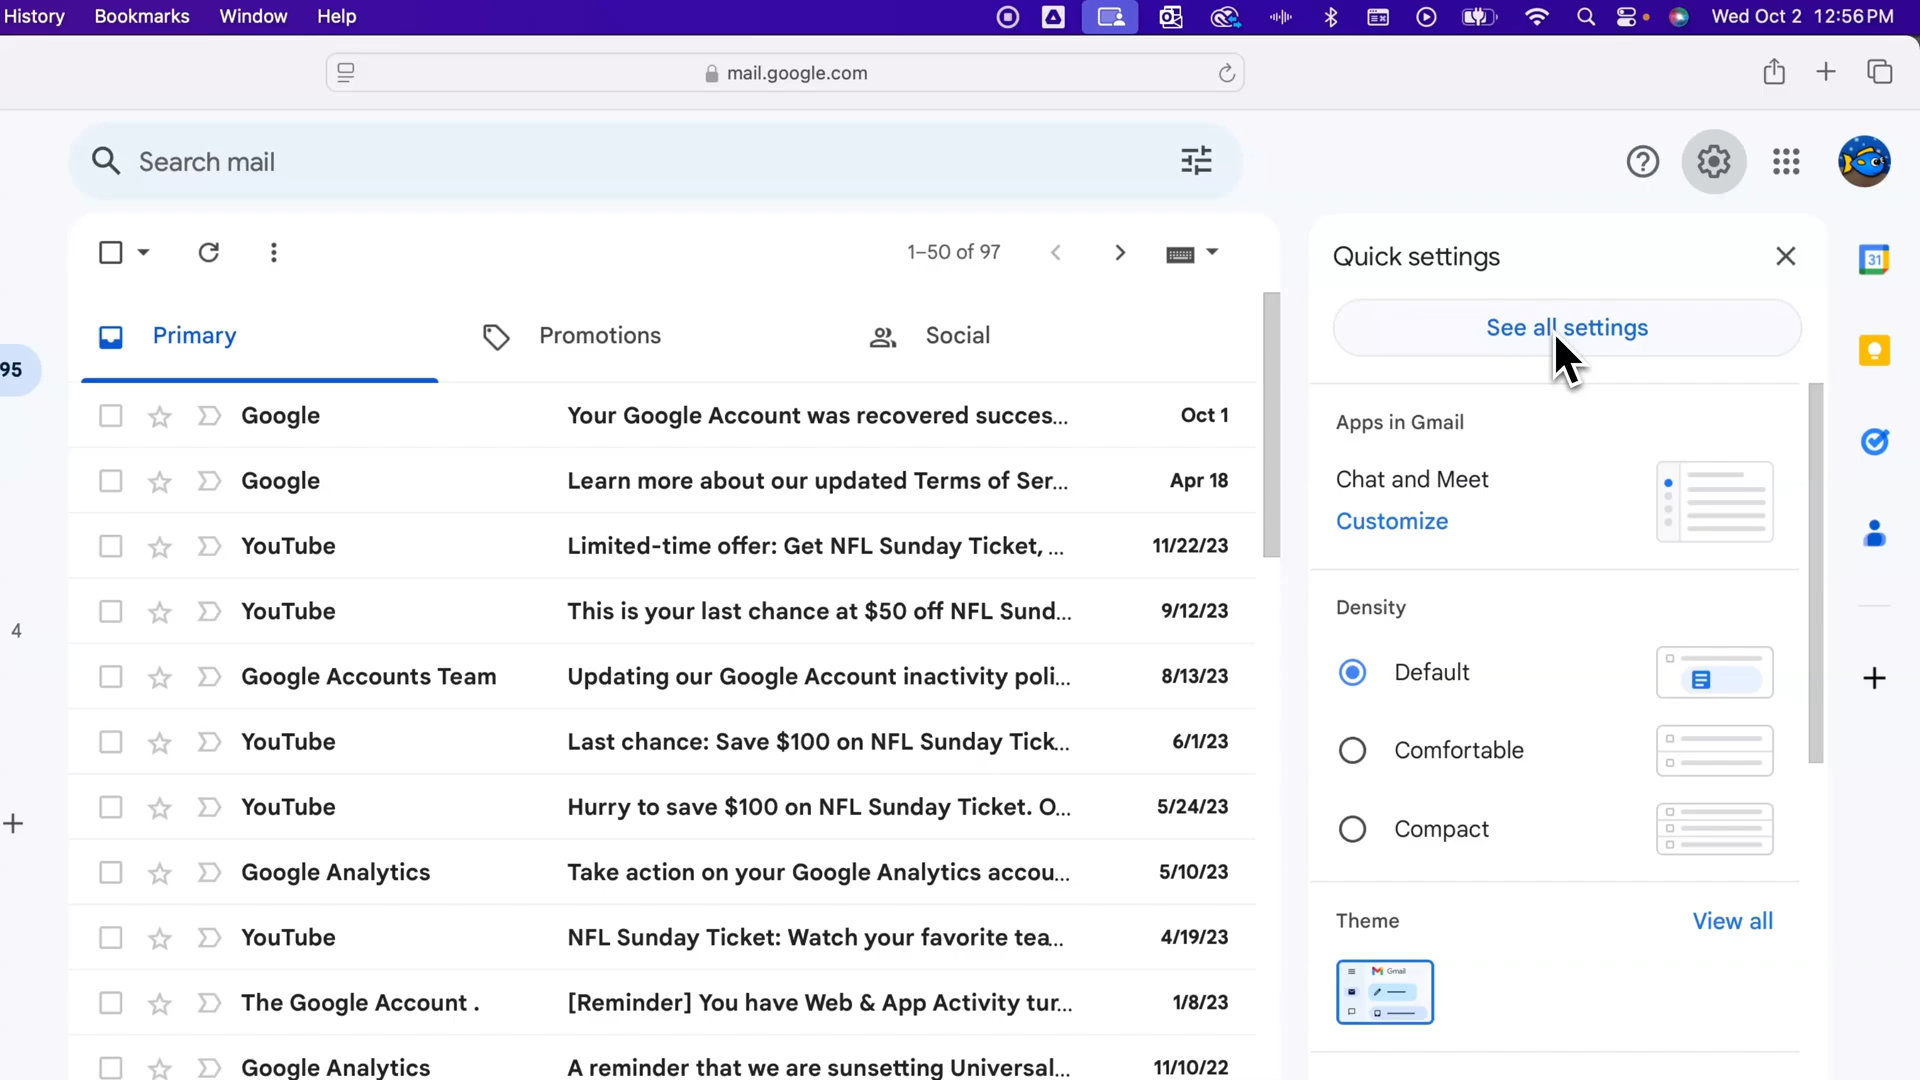 History Bookmarks Window Help Wed Oct 2 12:56 PM
mail.google.com
Search mail
1–50 of 97
Quick settings
See all settings
Primary Promotions Social
95
Google Your Google Account was recovered succes... Oct 1
Google Learn more about our updated Terms of Ser... Apr 18
YouTube Limited-time offer: Get NFL Sunday Ticket, ... 11/22/23
YouTube This is your last chance at $50 off NFL Sund... 9/12/23
4
Google Accounts Team Updating our Google Account inactivity poli... 8/13/23
YouTube Last chance: Save $100 on NFL Sunday Tick... 6/1/23
YouTube Hurry to save $100 on NFL Sunday Ticket. O... 5/24/23
Google Analytics Take action on your Google Analytics accou... 5/10/23
YouTube NFL Sunday Ticket: Watch your favorite tea... 4/19/23
The Google Account . [Reminder] You have Web & App Activity tur... 1/8/23
Google Analytics A reminder that we are sunsetting Universal... 11/10/22
Apps in Gmail
Chat and Meet
Customize
Density
Default
Comfortable
Compact
Theme View all
Gmail
31